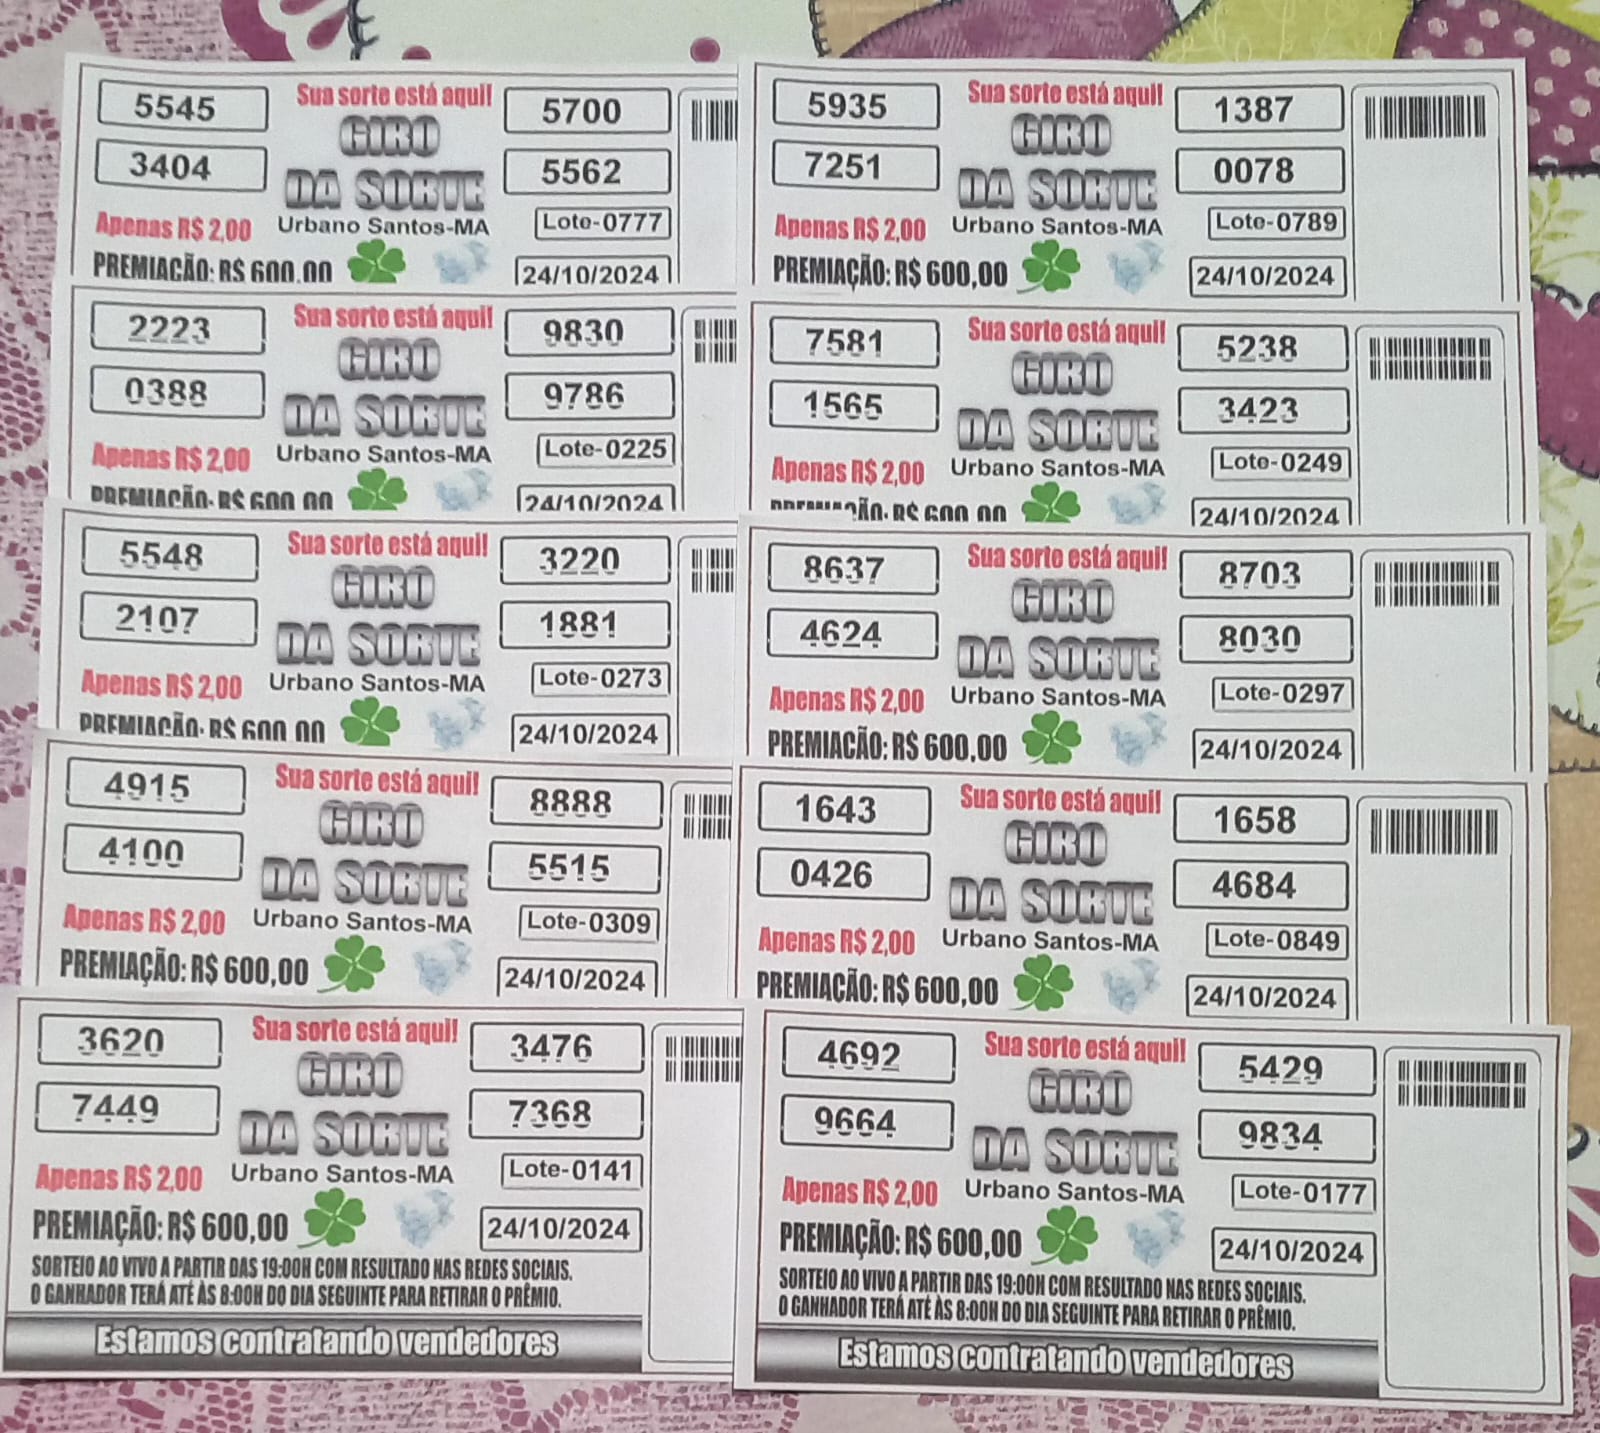 5545 Sua sorte está aqui! 5700
GIRO
3404 DA SORTE 5562
Apenas R$ 2,00 Urbano Santos-MA Lote-0777
PREMIAÇÃO: R$ 600,00 24/10/2024
5935 Sua sorte está aqui! 1387
GIRO
7251 DA SORTE 0078
Apenas R$ 2,00 Urbano Santos-MA Lote-0789
PREMIAÇÃO: R$ 600,00 24/10/2024
2223 Sua sorte está aqui! 9830
GIRO
0388 DA SORTE 9786
Apenas R$ 2,00 Urbano Santos-MA Lote-0225
PREMIAÇÃO: R$ 600,00 24/10/2024
7581 Sua sorte está aqui! 5238
GIRO
1565 DA SORTE 3423
Apenas R$ 2,00 Urbano Santos-MA Lote-0249
PREMIAÇÃO: R$ 600,00 24/10/2024
5548 Sua sorte está aqui! 3220
GIRO
2107 DA SORTE 1881
Apenas R$ 2,00 Urbano Santos-MA Lote-0273
PREMIAÇÃO: R$ 600,00 24/10/2024
8637 Sua sorte está aqui! 8703
GIRO
4624 DA SORTE 8030
Apenas R$ 2,00 Urbano Santos-MA Lote-0297
PREMIAÇÃO: R$ 600,00 24/10/2024
4915 Sua sorte está aqui! 8888
GIRO
4100 DA SORTE 5515
Apenas R$ 2,00 Urbano Santos-MA Lote-0309
PREMIAÇÃO: R$ 600,00 24/10/2024
1643 Sua sorte está aqui! 1658
GIRO
0426 DA SORTE 4684
Apenas R$ 2,00 Urbano Santos-MA Lote-0849
PREMIAÇÃO: R$ 600,00 24/10/2024
3620 Sua sorte está aqui! 3476
GIRO
7449 DA SORTE 7368
Apenas R$ 2,00 Urbano Santos-MA Lote-0141
PREMIAÇÃO: R$ 600,00 24/10/2024
SORTEIO AO VIVO A PARTIR DAS 19:00H COM RESULTADO NAS REDES SOCIAIS.
O GANHADOR TERÁ ATÉ ÀS 8:00H DO DIA SEGUINTE PARA RETIRAR O PRÊMIO.
Estamos contratando vendedores
4692 Sua sorte está aqui! 5429
GIRO
9664 DA SORTE 9834
Apenas R$ 2,00 Urbano Santos-MA Lote-0177
PREMIAÇÃO: R$ 600,00 24/10/2024
SORTEIO AO VIVO A PARTIR DAS 19:00H COM RESULTADO NAS REDES SOCIAIS.
O GANHADOR TERÁ ATÉ ÀS 8:00H DO DIA SEGUINTE PARA RETIRAR O PRÊMIO.
Estamos contratando vendedores